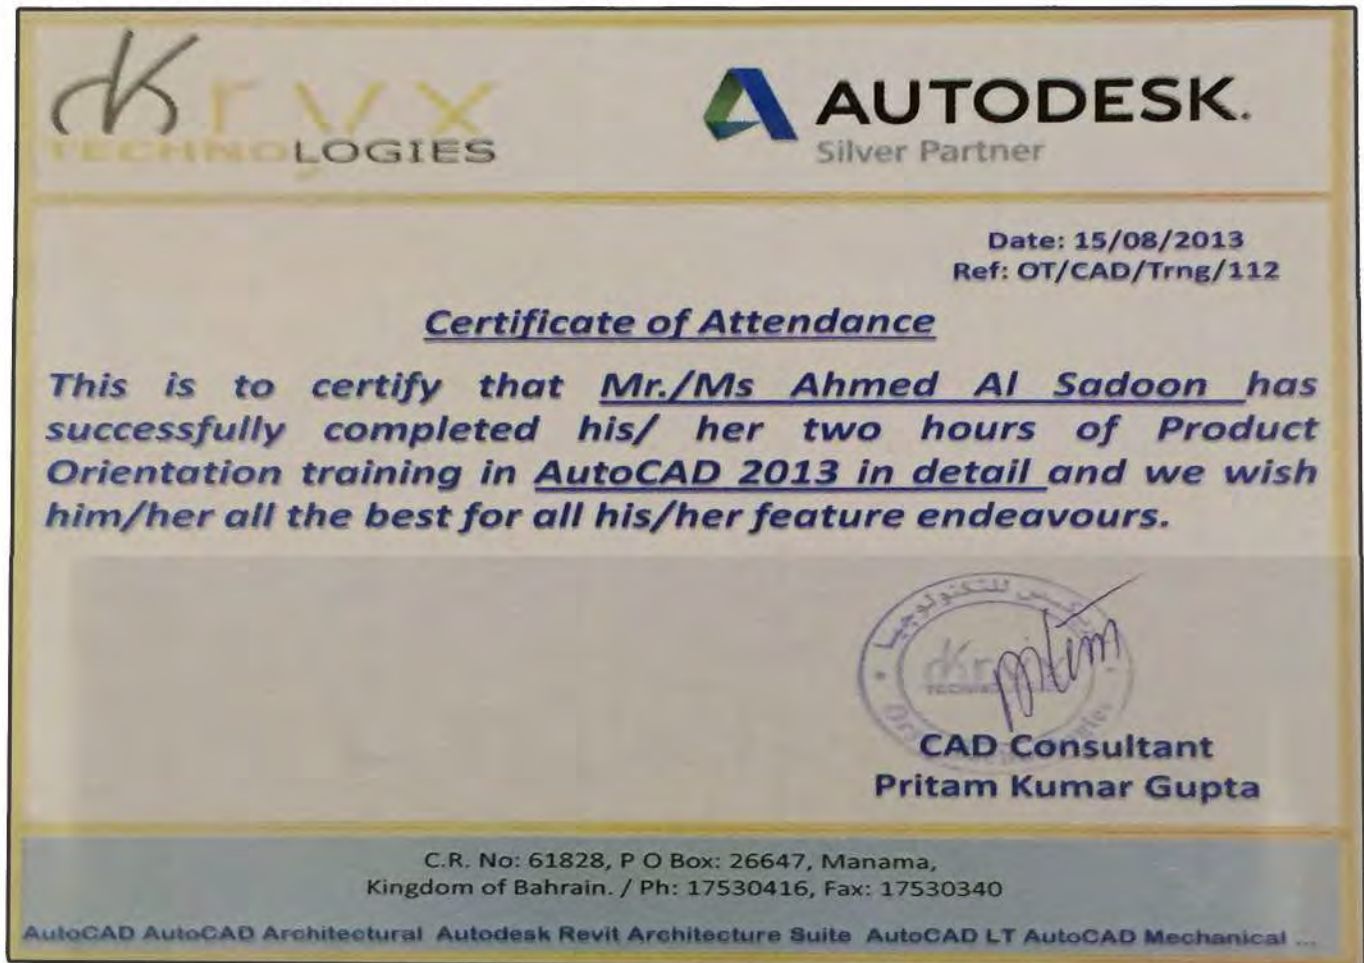 TECHNOLOGIES
AUTODESK.
Silver Partner
Date: 15/08/2013
Ref: OT/CAD/Trng/112
Certificate of Attendance
This is to certify that Mr./Ms Ahmed Al Sadoon has
successfully completed his/ her two hours of Product
Orientation training in AutoCAD 2013 in detail and we wish
him/her all the best for all his/her feature endeavours.
للتكنولوجيا
CAD Consultant
Pritam Kumar Gupta
C.R. No: 61828, P O Box: 26647, Manama,
Kingdom of Bahrain. / Ph: 17530416, Fax: 17530340
AutoCAD AutoCAD Architectural Autodesk Revit Architecture Suite AutoCAD LT AutoCAD Mechanical ...